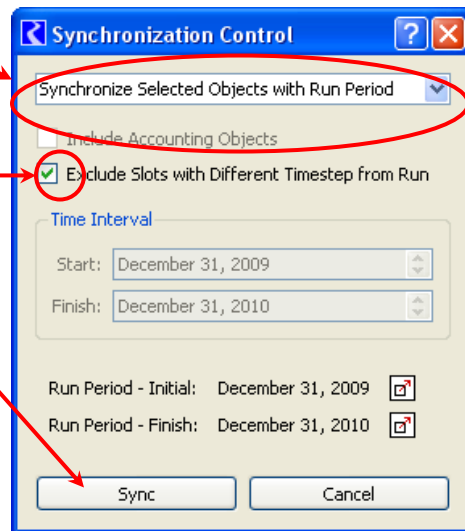 Synchronization Control
Synchronize Selected Objects with Run Period
Include Accounting Objects
Exclude Slots with Different Timestep from Run
Time Interval
Start: December 31, 2009
Finish: December 31, 2010
Run Period - Initial: December 31, 2009
Run Period - Finish: December 31, 2010
Sync Cancel